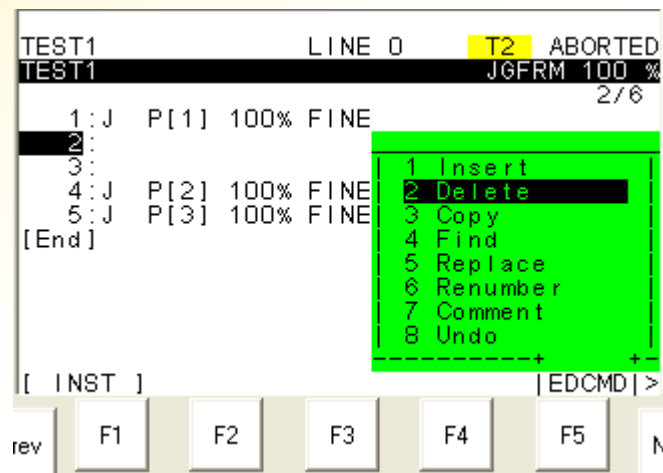 TEST1 LINE 0 T2 ABORTED
TEST1 JGFRM 100 %
2/6
1:J P[1] 100% FINE
2:
3:
4:J P[2] 100% FINE
5:J P[3] 100% FINE
[End]
1 Insert
2 Delete
3 Copy
4 Find
5 Replace
6 Renumber
7 Comment
8 Undo
----------+ +-
[ INST ] |EDCMD|>
rev F1 F2 F3 F4 F5 N